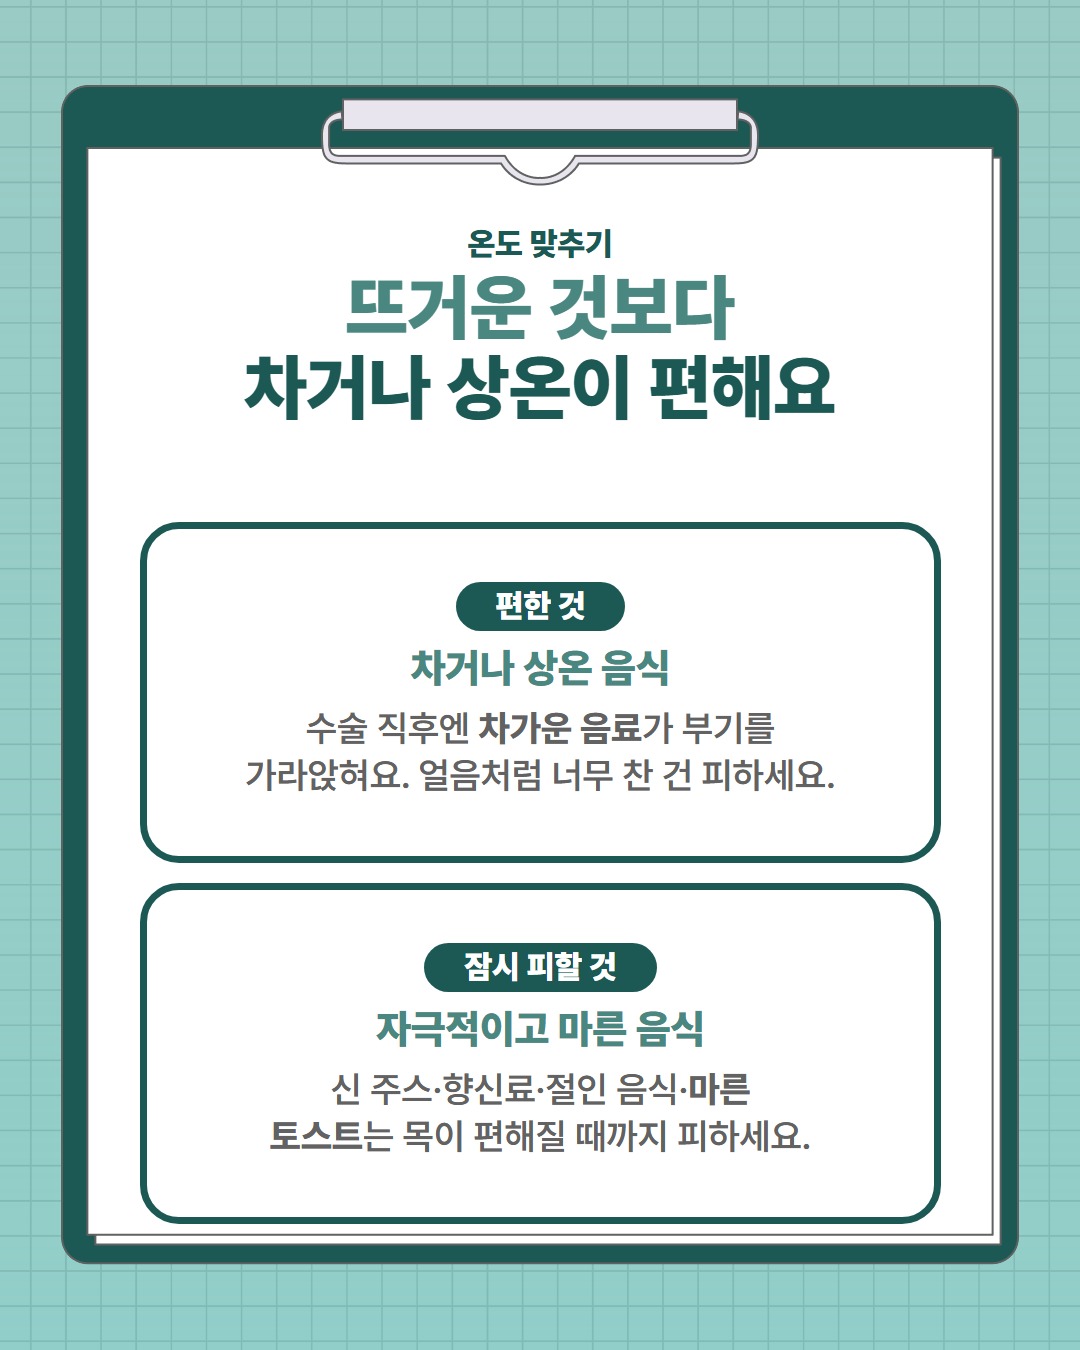 온도 맞추기
뜨거운 것보다
차거나 상온이 편해요
편한 것
차거나 상온 음식
수술 직후엔 차가운 음료가 부기를
가라앉혀요. 얼음처럼 너무 찬 건 피하세요.
잠시 피할 것
자극적이고 마른 음식
신 주스·향신료·절인 음식·마른
토스트는 목이 편해질 때까지 피하세요.